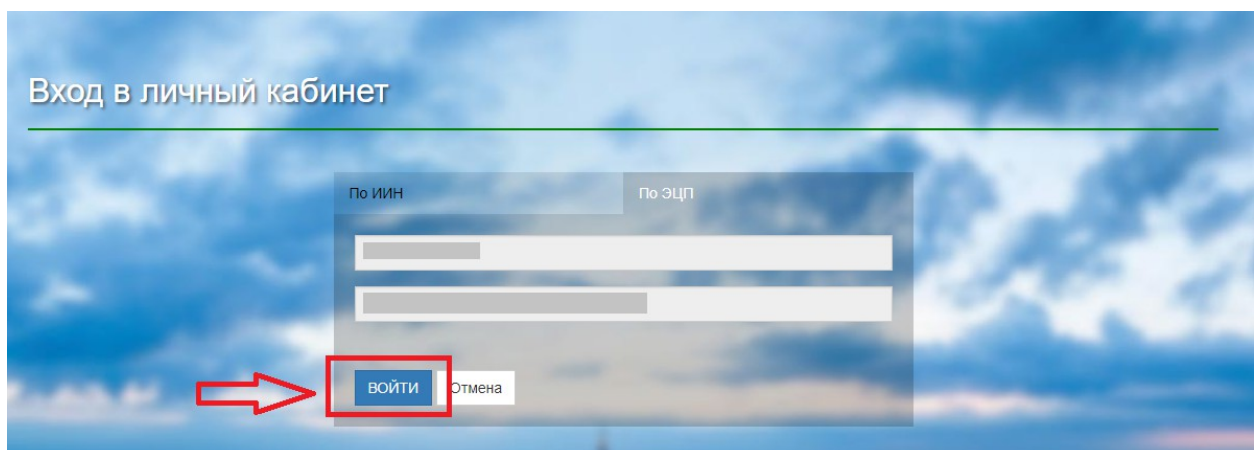 Вход в личный кабинет
По ИИН По ЭЦП
ВОЙТИ Отмена